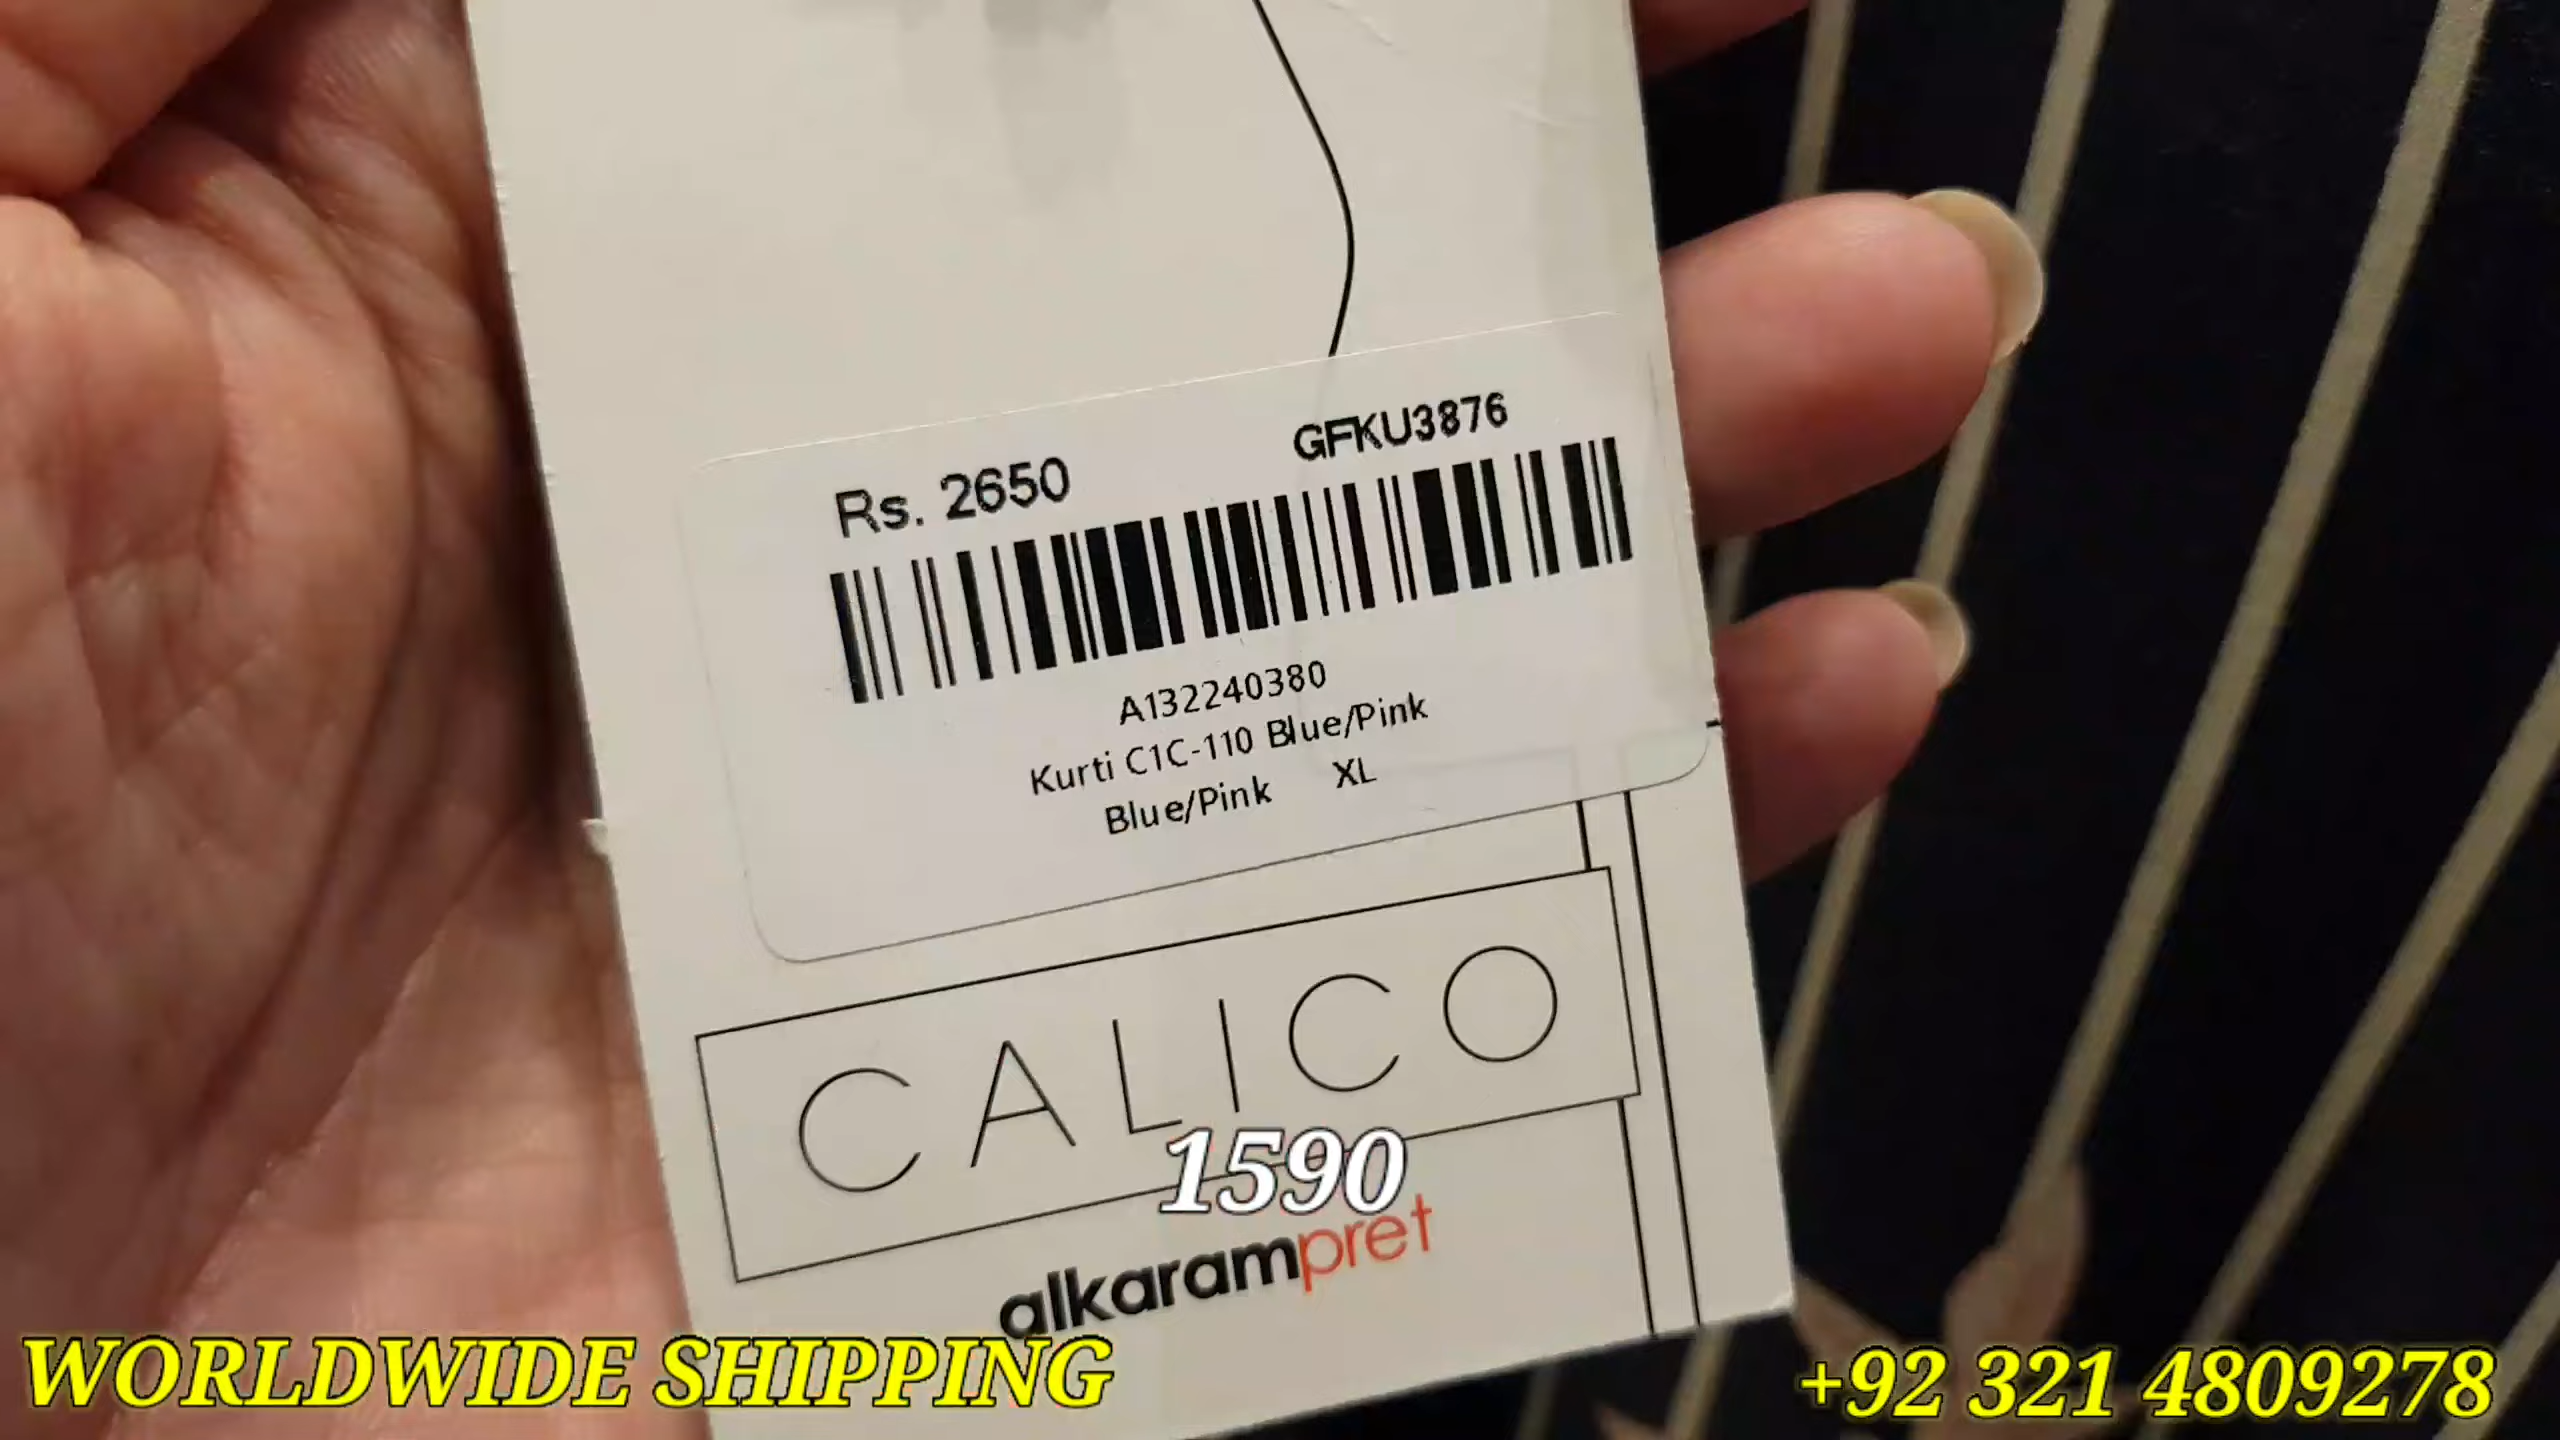 Rs. 2650
GFKU3876
A132240380
Kurti C1C-110 Blue/Pink
Blue/Pink XL
CALICO
1590
alkarampret
WORLDWIDE SHIPPING
+92 321 4809278